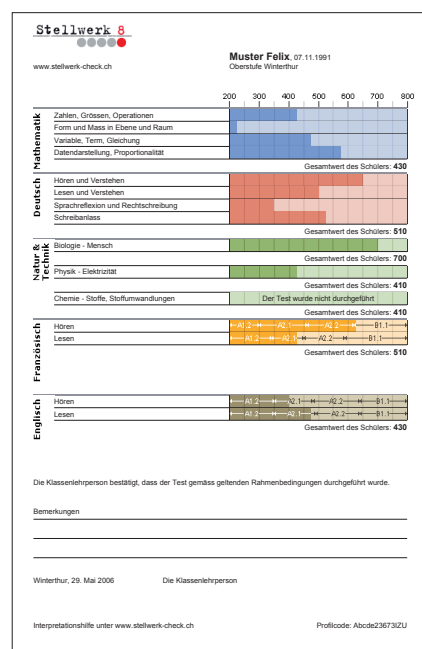 Stellwerk 8
Muster Felix, 07.11.1991
www.stellwerk-check.ch Oberstufe Winterthur
200 300 400 500 600 700 800
Mathematik
Zahlen, Grössen, Operationen
Form und Mass in Ebene und Raum
Variable, Term, Gleichung
Datendarstellung, Proportionalität
Gesamtwert des Schülers: 430
Deutsch
Hören und Verstehen
Lesen und Verstehen
Sprachreflexion und Rechtschreibung
Schreibanlass
Gesamtwert des Schülers: 510
Natur & Technik
Biologie - Mensch
Gesamtwert des Schülers: 700
Physik - Elektrizität
Gesamtwert des Schülers: 410
Chemie - Stoffe, Stoffumwandlungen Der Test wurde nicht durchgeführt
Gesamtwert des Schülers: 410
Französisch
Hören A1.2 A2.1 A2.2 B1.1
Lesen A1.2 A2.1 A2.2 B1.1
Gesamtwert des Schülers: 510
Englisch
Hören A1.2 A2.1 A2.2 B1.1
Lesen A1.2 A2.1 A2.2 B1.1
Gesamtwert des Schülers: 430
Die Klassenlehrperson bestätigt, dass der Test gemäss geltenden Rahmenbedingungen durchgeführt wurde.
Bemerkungen
Winterthur, 29. Mai 2006 Die Klassenlehrperson
Interpretationshilfe unter www.stellwerk-check.ch Profilcode: Abcde23673IZU